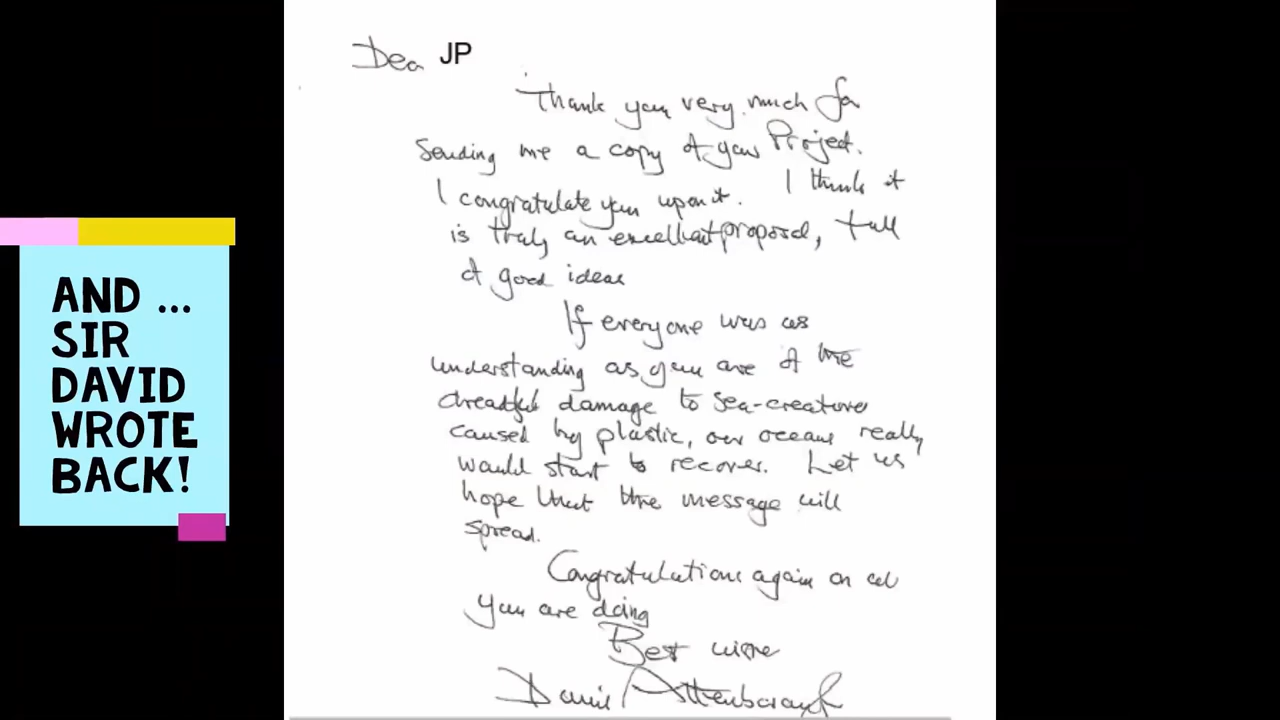 AND ...
SIR
DAVID
WROTE
BACK!
Dear JP
Thank you very much for
sending me a copy of your Project.
I congratulate you upon it. I think it
is truly an excellent proposal, full
of good ideas
If everyone was as
understanding as you are of the
dreadful damage to sea-creatures
caused by plastic, our oceans really
would start to recover. Let us
hope that the message will
spread.
Congratulations again on all
you are doing
Best wishes
David Attenborough